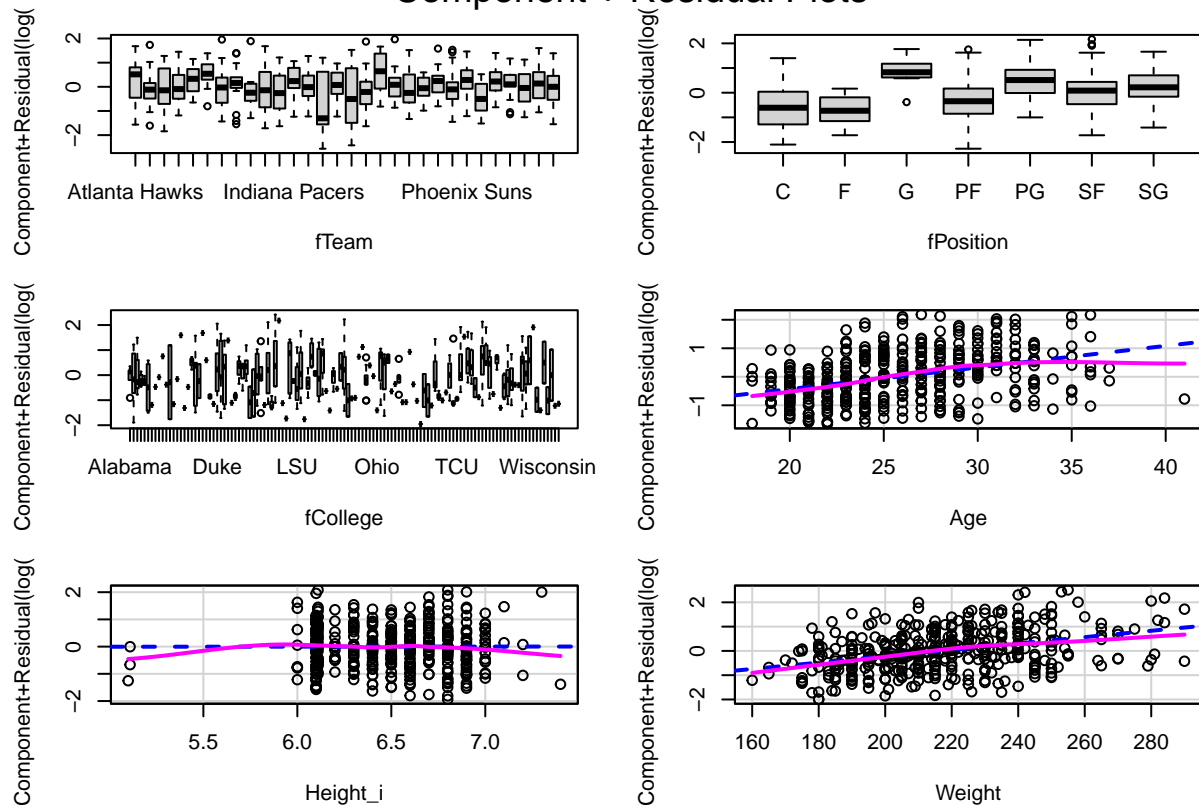 Component + Residual Plots
Component+Residual(log(
2
0
−2
Atlanta Hawks
Indiana Pacers
Phoenix Suns
fTeam
Component+Residual(log(
2
0
−2
C
F
G
PF
PG
SF
SG
fPosition
Component+Residual(log(
2
0
−2
Alabama
Duke
LSU
Ohio
TCU
Wisconsin
fCollege
Component+Residual(log(
1
−1
20
25
30
35
40
Age
Component+Residual(log(
2
0
−2
5.5
6.0
6.5
7.0
Height_i
Component+Residual(log(
2
0
−2
160
180
200
220
240
260
280
Weight